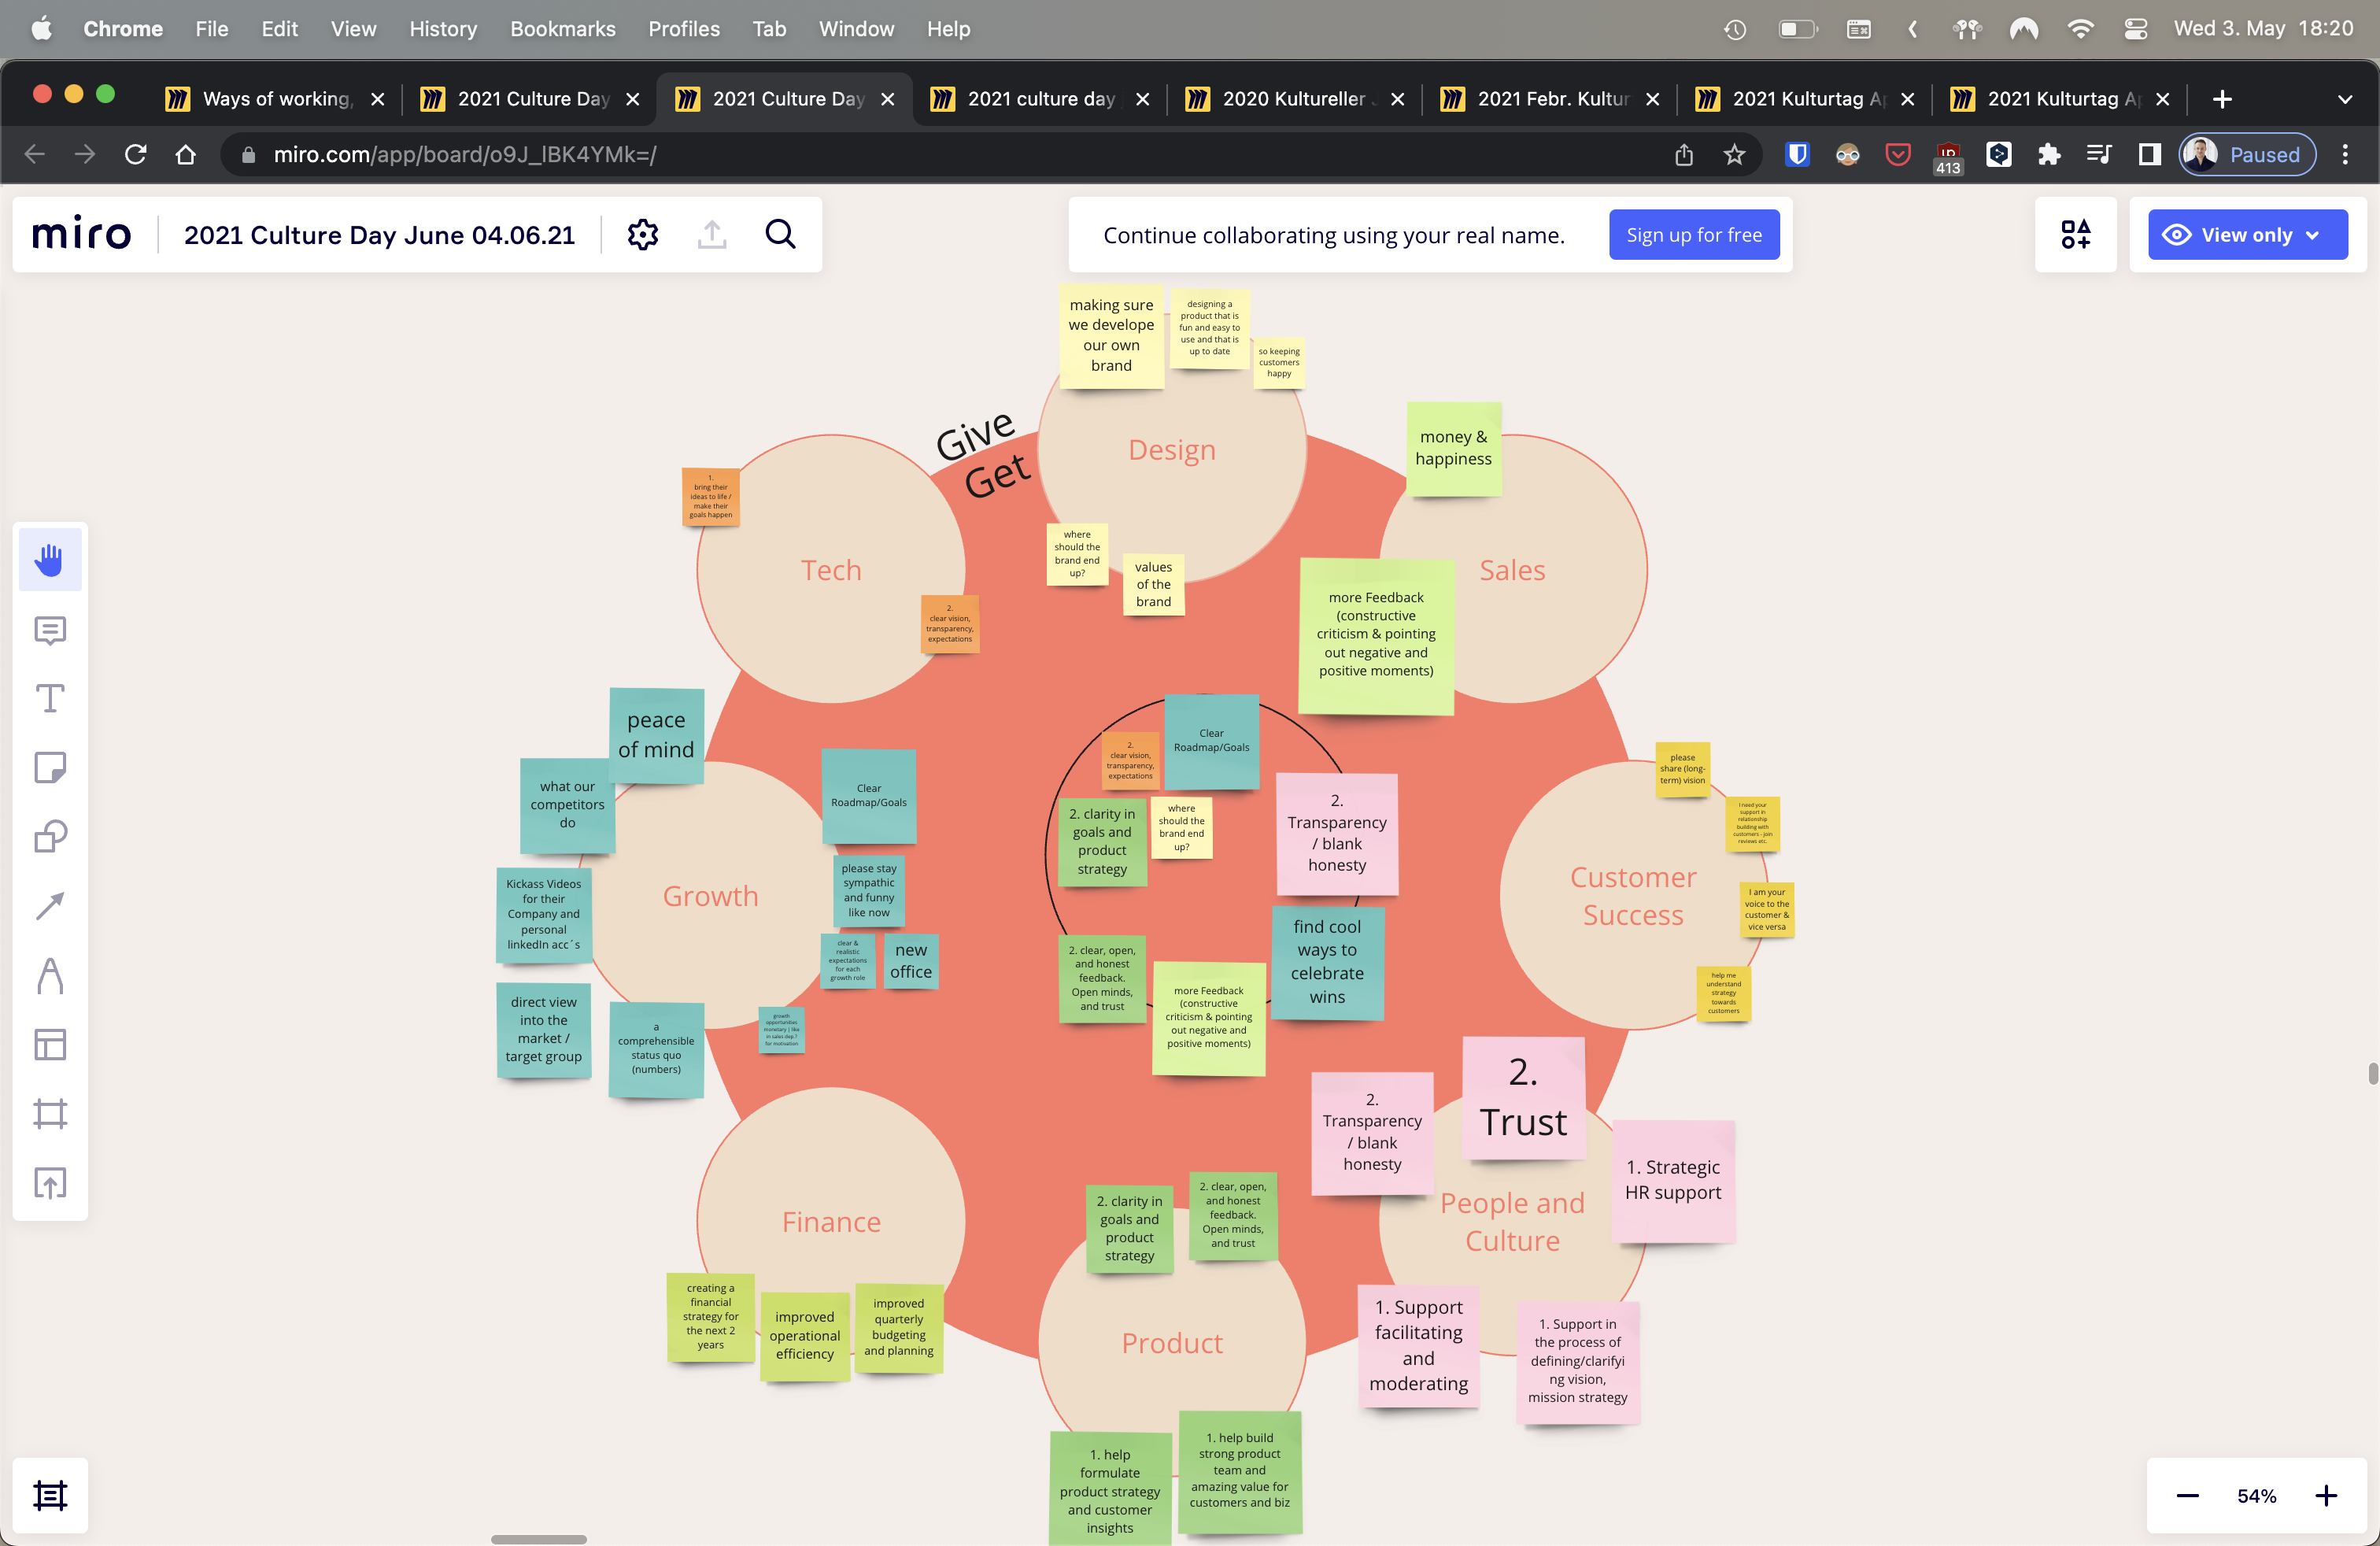 Chrome File Edit View History Bookmarks Profiles Tab Window Help
Wed 3. May 18:20
Ways of working,
2021 Culture Day
2021 Culture Day
2021 culture day
2020 Kultureller
2021 Febr. Kultur
2021 Kulturtag
2021 Kulturtag
miro.com/app/board/o9J_lBK4YMk=/
413
Paused
miro
2021 Culture Day June 04.06.21
Continue collaborating using your real name.
Sign up for free
View only
making sure
we develope
our own
brand
designing a
product that is
fun and easy to
use and that is
up to date
so keeping
customers
happy
Give
Get
Design
where
should the
brand end
up?
values
of the
brand
money &
happiness
Sales
more Feedback
(constructive
criticism & pointing
out negative and
positive moments)
1.
bring their
ideas to life /
make their
goals happen
Tech
2.
clear vision,
transparency,
expectations
peace
of mind
what our
competitors
do
Kickass Videos
for their
Company and
personal
linkedIn acc´s
direct view
into the
market /
target group
a
comprehensible
status quo
(numbers)
Growth
Clear
Roadmap/Goals
please stay
sympathic
and funny
like now
clear &
realistic
expectations
for each
growth role
new
office
growth
opportunities
monetary ( like
in sales dep.?
for motivation
2.
clear vision,
transparency,
expectations
Clear
Roadmap/Goals
2. clarity in
goals and
product
strategy
where
should the
brand end
up?
2.
Transparency
/ blank
honesty
2. clear, open,
and honest
feedback.
Open minds,
and trust
more Feedback
(constructive
criticism & pointing
out negative and
positive moments)
find cool
ways to
celebrate
wins
please
share (long-
term) vision
I need your
support in
relationship
building with
customers - join
reviews etc.
I am your
voice to the
customer &
vice versa
help me
understand
strategy
towards
customers
Customer
Success
2.
Transparency
/ blank
honesty
2.
Trust
1. Strategic
HR support
People and
Culture
1. Support
facilitating
and
moderating
1. Support in
the process of
defining/clarifyi
ng vision,
mission strategy
Finance
creating a
financial
strategy for
the next 2
years
improved
operational
efficiency
improved
quarterly
budgeting
and planning
2. clarity in
goals and
product
strategy
2. clear, open,
and honest
feedback.
Open minds,
and trust
Product
1. help
formulate
product strategy
and customer
insights
1. help build
strong product
team and
amazing value for
customers and biz
54%